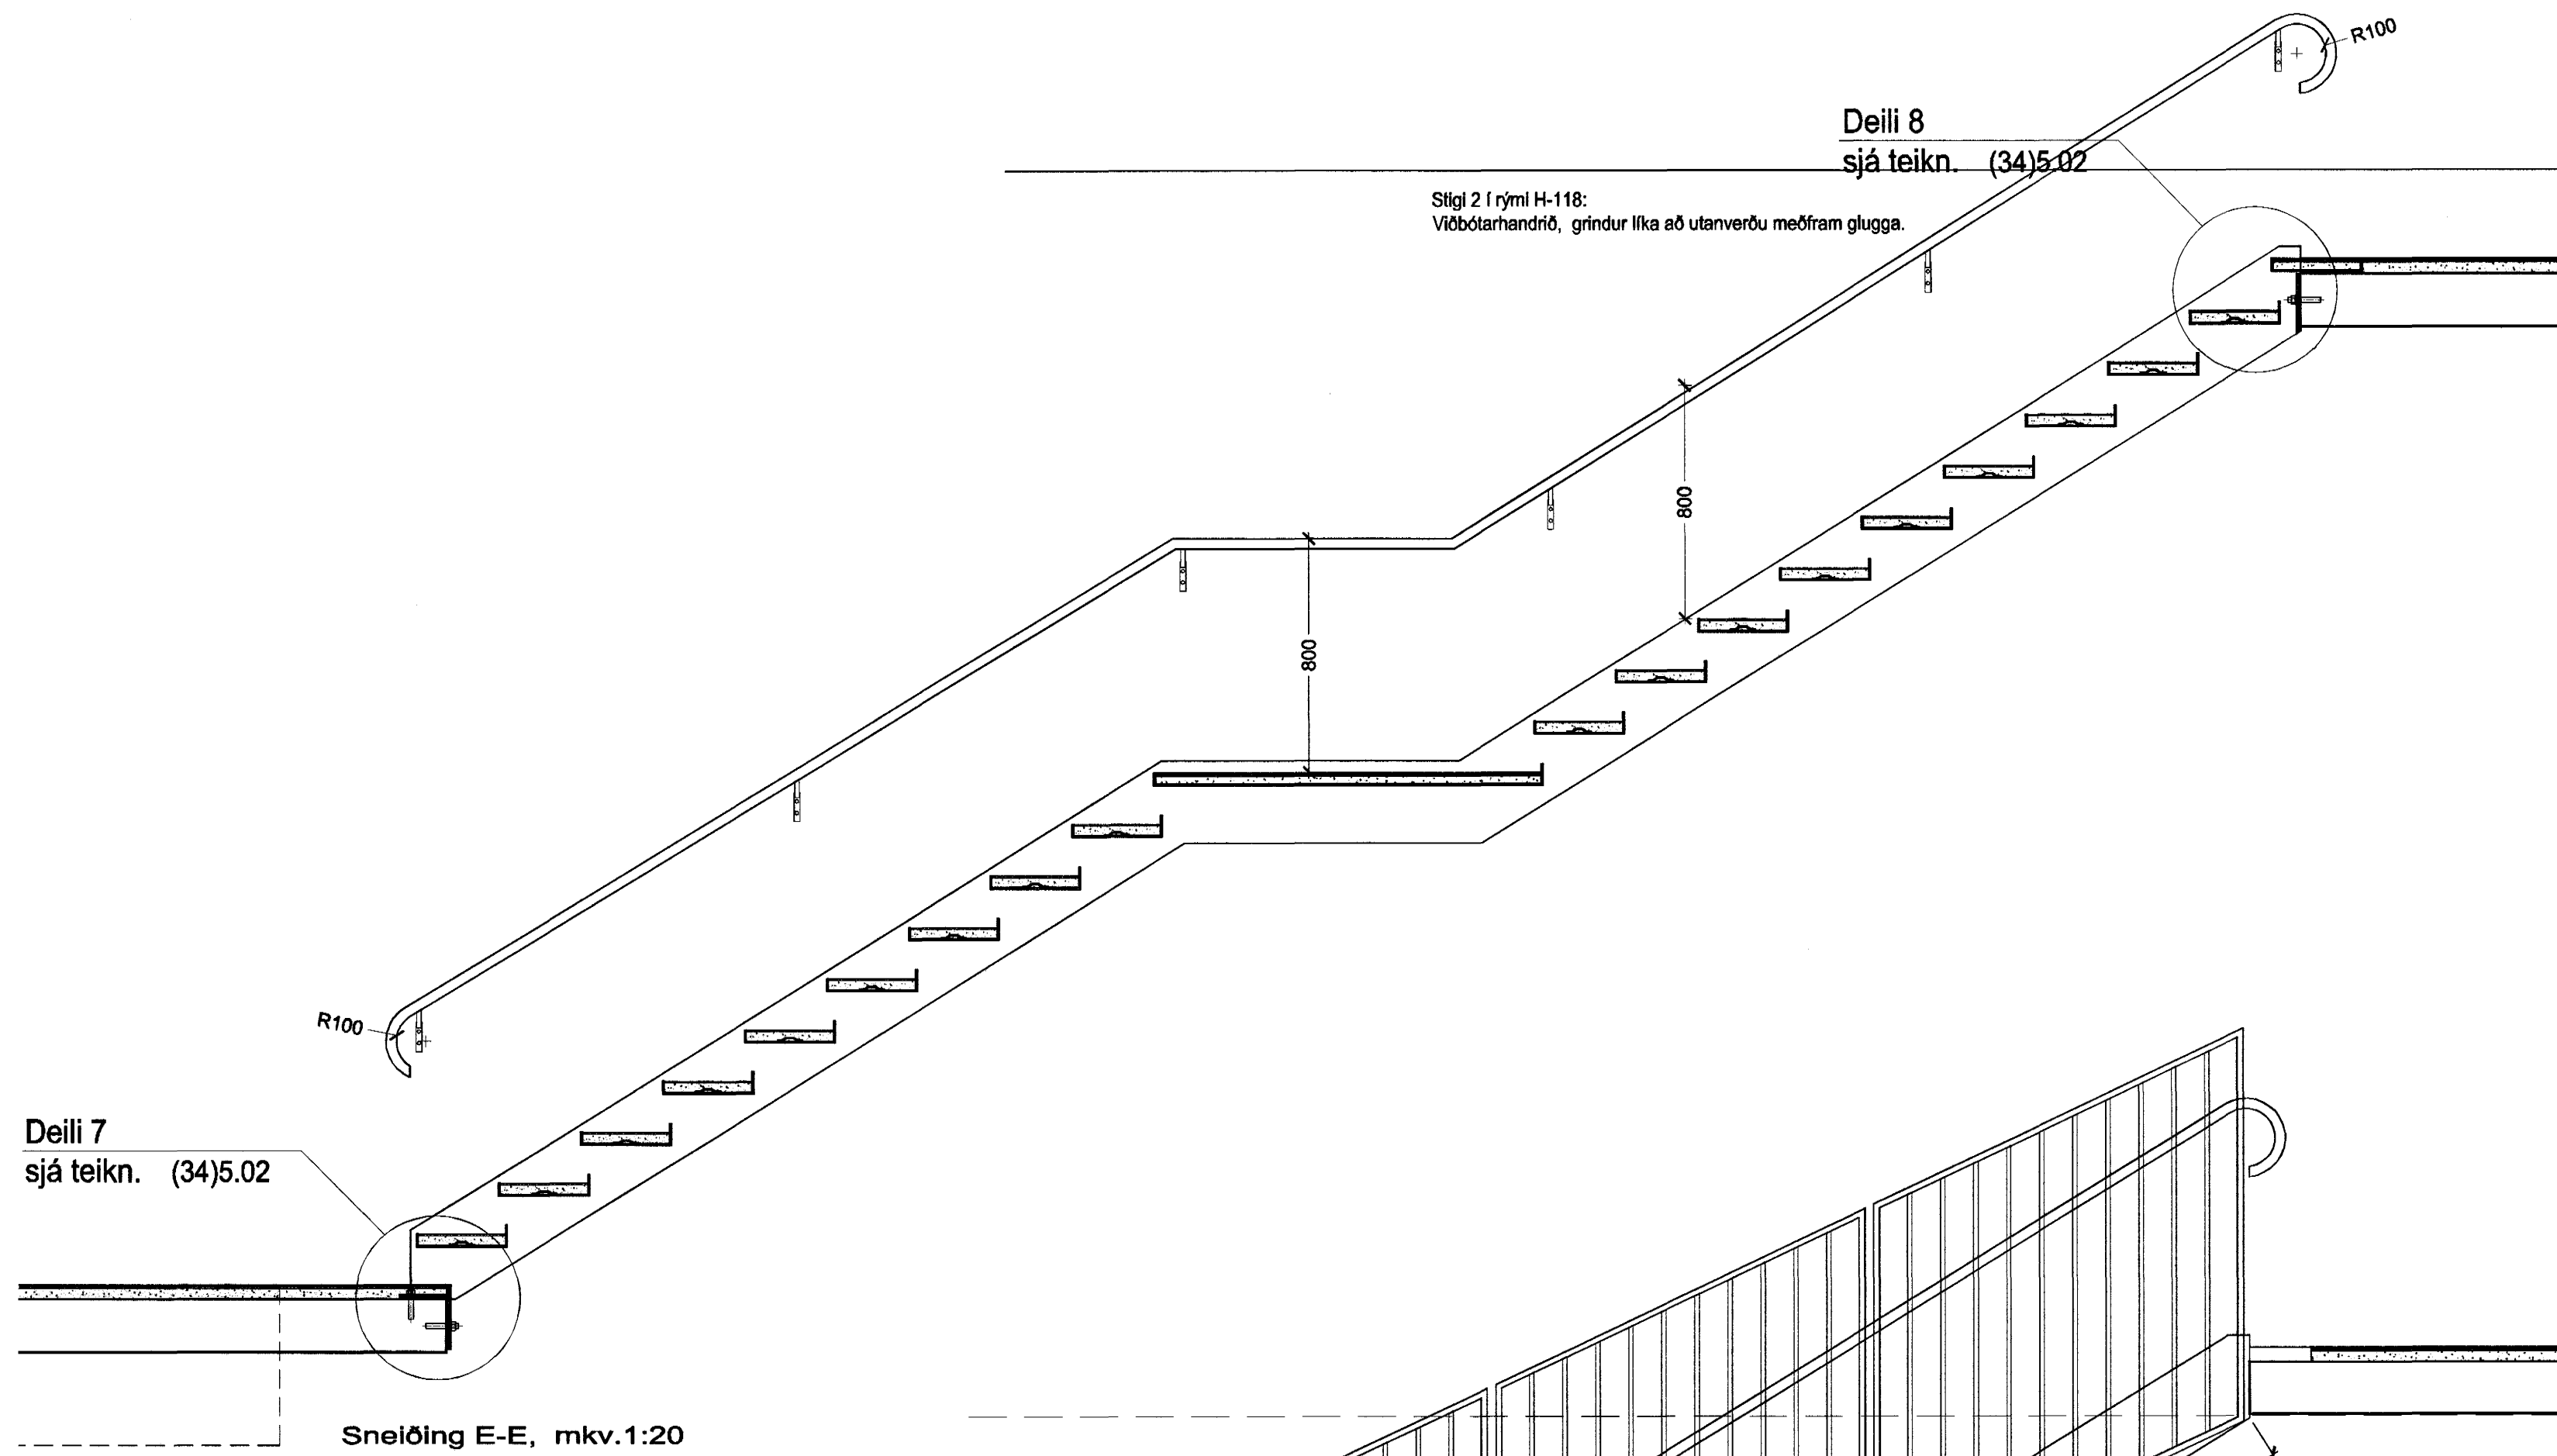 R100
Deili 8
sjá teikn. (34)5.02
Stigi 2 í rými H-118:
Viðbótarhandrið, grindur líka að utanverðu meðfram glugga.
800
800
R100
Deili 7
sjá teikn. (34)5.02
Sneiðing E-E, mkv.1:20